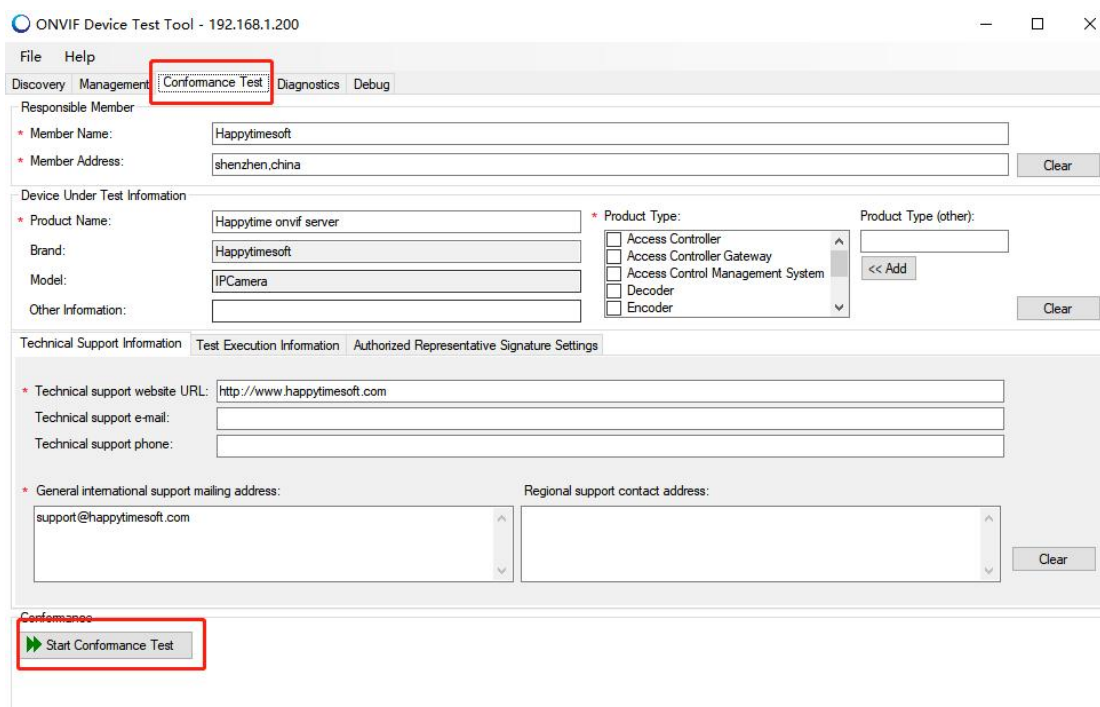 ONVIF Device Test Tool - 192.168.1.200
File Help
Discovery Management Conformance Test Diagnostics Debug
Responsible Member
* Member Name: Happytimesoft
* Member Address: shenzhen,china Clear
Device Under Test Information
* Product Name: Happytime onvif server * Product Type: Product Type (other):
Access Controller
Brand: Happytimesoft Access Controller Gateway
Access Control Management System << Add
Model: IPCamera Decoder
Other Information: Encoder Clear
Technical Support Information Test Execution Information Authorized Representative Signature Settings
* Technical support website URL: http://www.happytimesoft.com
Technical support e-mail:
Technical support phone:
* General international support mailing address: Regional support contact address:
support@happytimesoft.com
Clear
Conformance
Start Conformance Test